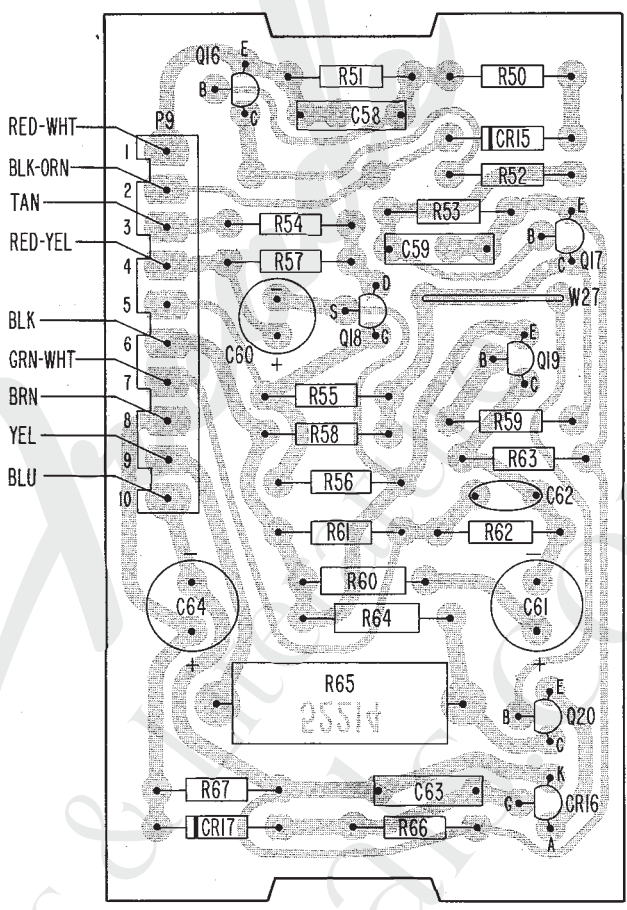 Q16 E
B
C
R51
R50
C58
P9
RED-WHT 1
CR15
BLK-ORN 2
R52
TAN 3
R54
R53
E
B
C59
C Q17
RED-YEL 4
R57
D
S
G
Q18
W27
5
C60
− +
BLK 6
E
B
Q19
C
GRN-WHT 7
R55
BRN 8
R58
R59
YEL 9
R63
BLU 10
R56
C62
R61
R62
R60
− C64 +
− C61 +
R64
R65
E
B
Q20
C
R67
C63
K
G
CR16
A
CR17
R66